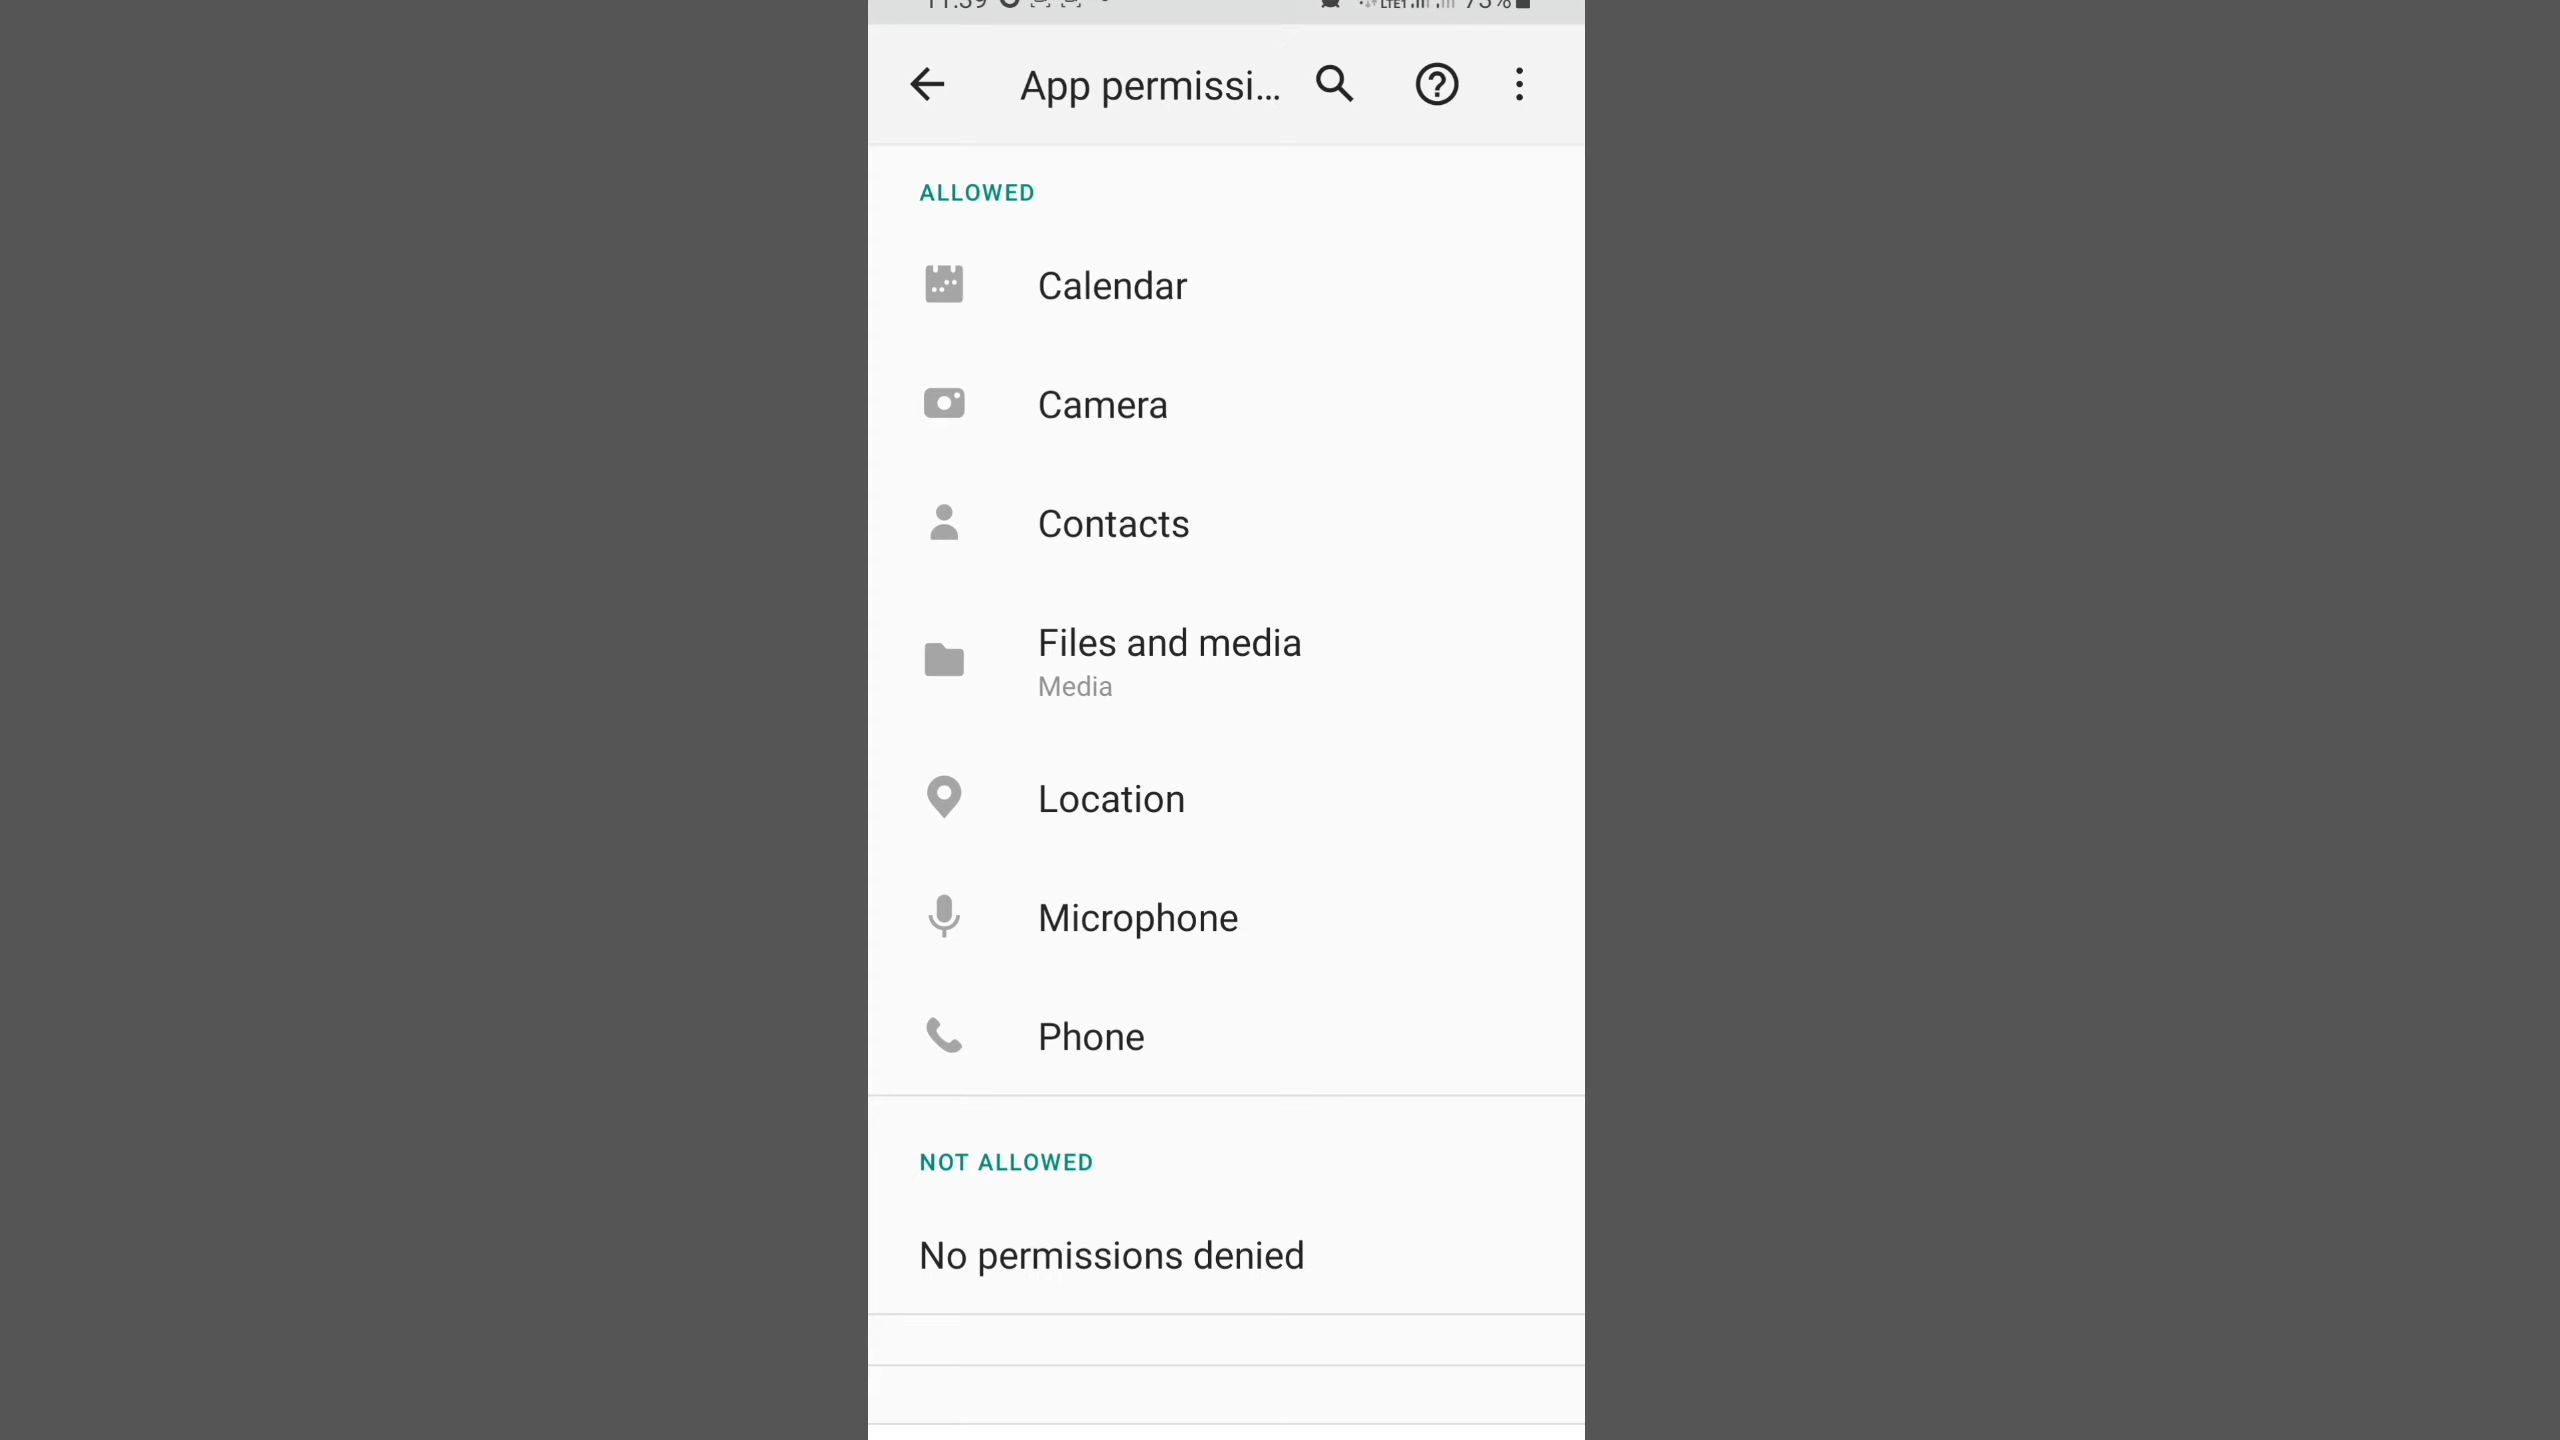 App permissi...
ALLOWED
Calendar
Camera
Contacts
Files and media
Media
Location
Microphone
Phone
NOT ALLOWED
No permissions denied